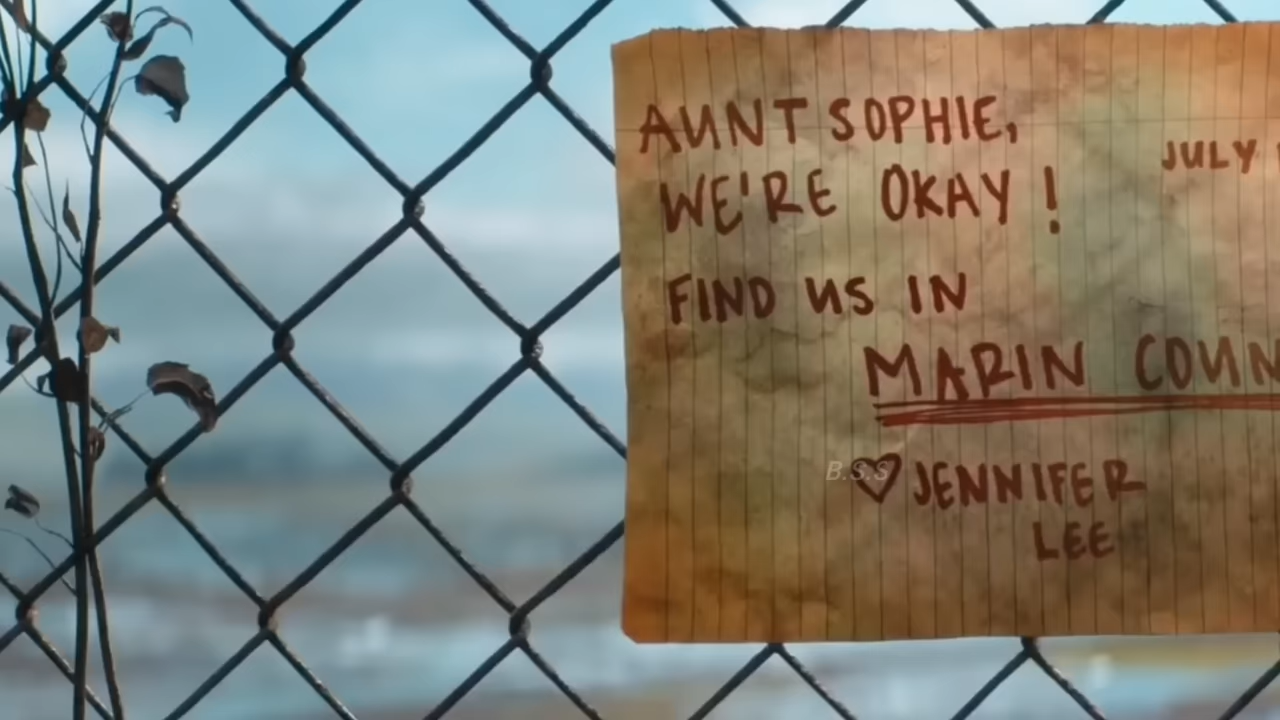 AUNT SOPHIE,
JULY
WE'RE OKAY!
FIND US IN
MARIN COUN
B.S.S
♡ JENNIFER
LEE